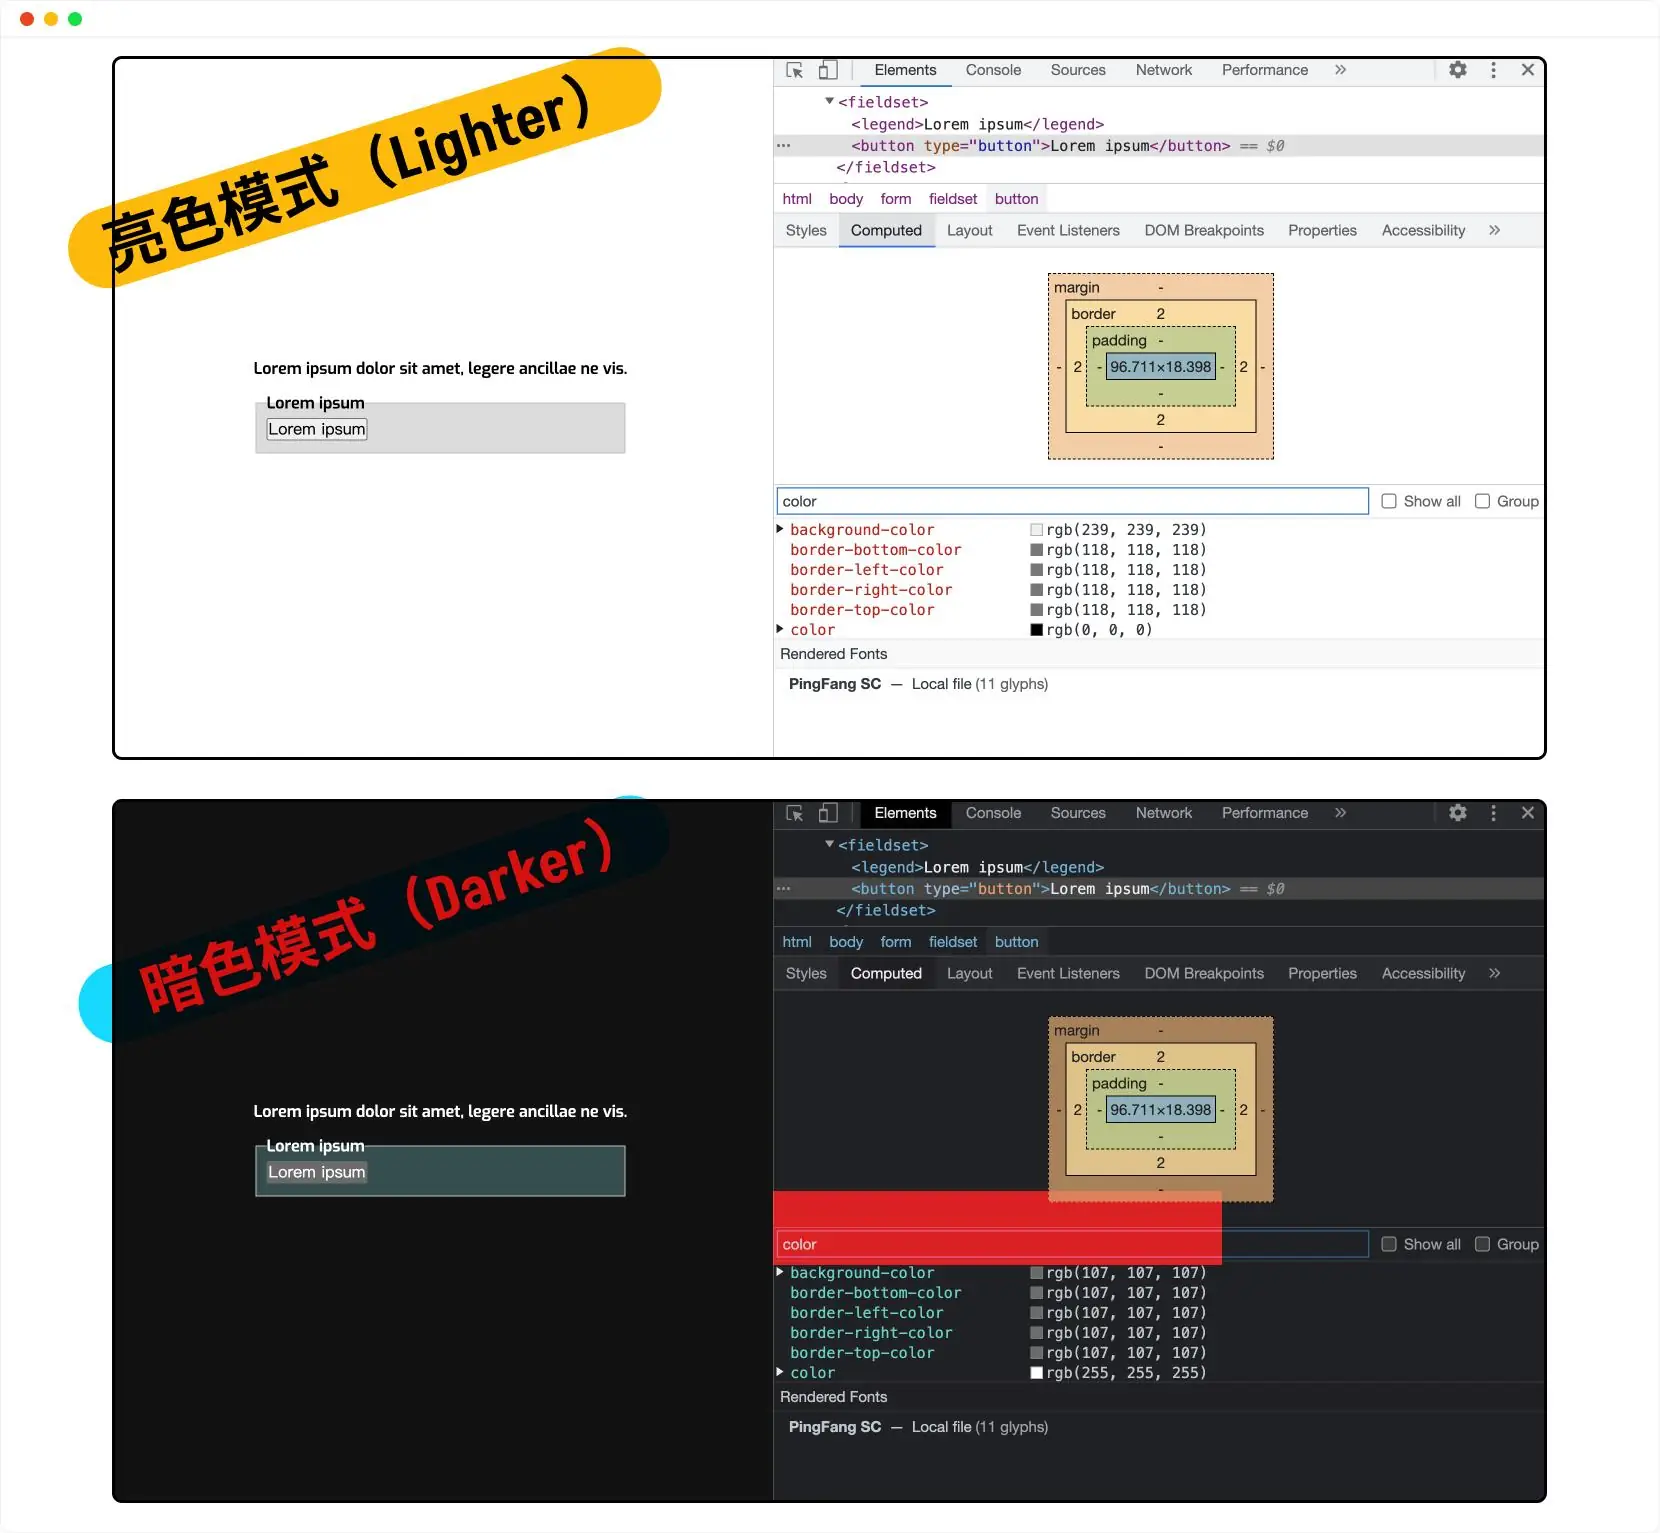 亮色模式（Lighter）
Lorem ipsum dolor sit amet, legere ancillae ne vis.
Lorem ipsum
Lorem ipsum
Elements Console Sources Network Performance »
<fieldset>
<legend>Lorem ipsum</legend>
··· <button type="button">Lorem ipsum</button> == $0
</fieldset>
html body form fieldset button
Styles Computed Layout Event Listeners DOM Breakpoints Properties Accessibility »
margin -
border 2
padding -
- 2 - 96.711×18.398 - 2 -
-
2
-
color Show all Group
background-color rgb(239, 239, 239)
border-bottom-color rgb(118, 118, 118)
border-left-color rgb(118, 118, 118)
border-right-color rgb(118, 118, 118)
border-top-color rgb(118, 118, 118)
color rgb(0, 0, 0)
Rendered Fonts
PingFang SC — Local file (11 glyphs)
暗色模式（Darker）
Lorem ipsum dolor sit amet, legere ancillae ne vis.
Lorem ipsum
Lorem ipsum
Elements Console Sources Network Performance »
<fieldset>
<legend>Lorem ipsum</legend>
··· <button type="button">Lorem ipsum</button> == $0
</fieldset>
html body form fieldset button
Styles Computed Layout Event Listeners DOM Breakpoints Properties Accessibility »
margin -
border 2
padding -
- 2 - 96.711×18.398 - 2 -
-
2
-
color Show all Group
background-color rgb(107, 107, 107)
border-bottom-color rgb(107, 107, 107)
border-left-color rgb(107, 107, 107)
border-right-color rgb(107, 107, 107)
border-top-color rgb(107, 107, 107)
color rgb(255, 255, 255)
Rendered Fonts
PingFang SC — Local file (11 glyphs)